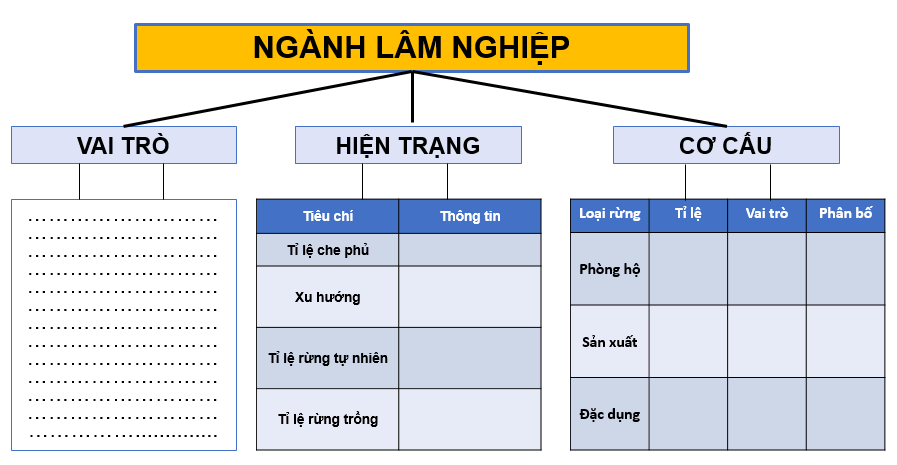 NGÀNH LÂM NGHIỆP
VAI TRÒ
HIỆN TRẠNG
CƠ CẤU
Tiêu chí Thông tin
Tỉ lệ che phủ
Xu hướng
Tỉ lệ rừng tự nhiên
Tỉ lệ rừng trồng
Loại rừng Tỉ lệ Vai trò Phân bố
Phòng hộ
Sản xuất
Đặc dụng